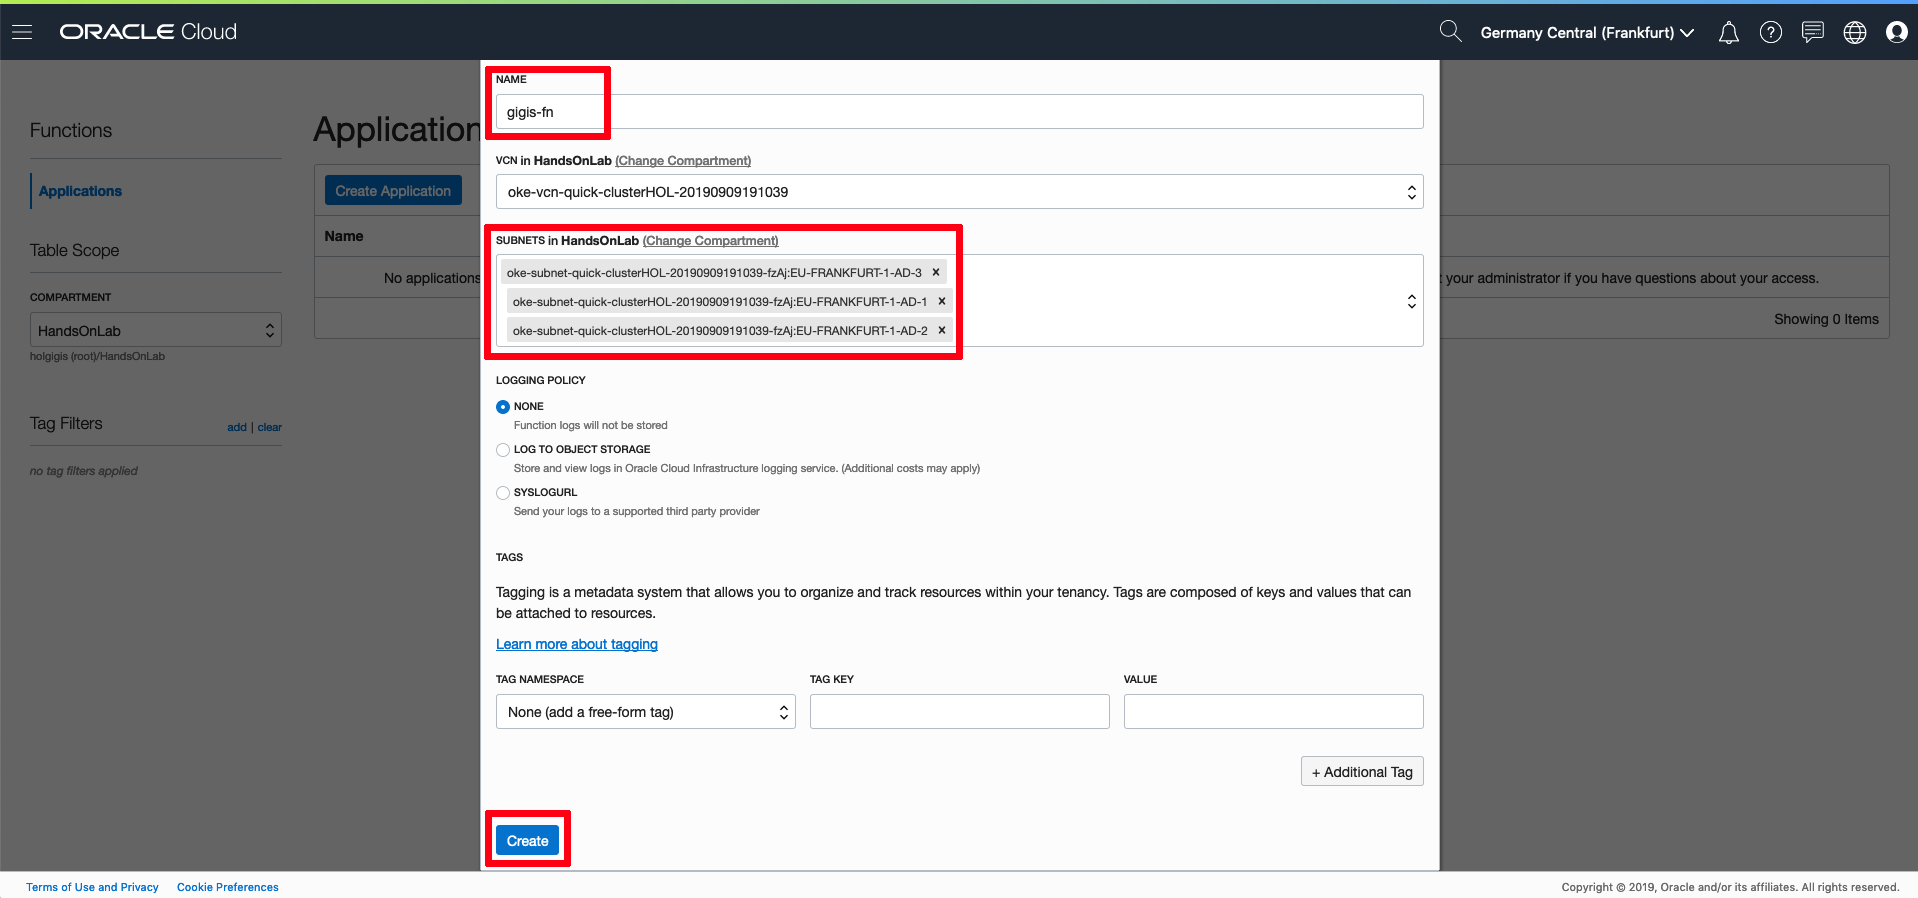 ORACLE Cloud
Germany Central (Frankfurt)
Functions
Applications
Table Scope
COMPARTMENT
HandsOnLab
holgigis (root)/HandsOnLab
Tag Filters
add | clear
no tag filters applied
Application
Create Application
Name
No applications
t your administrator if you have questions about your access.
Showing 0 Items
NAME
gigis-fn
VCN in HandsOnLab (Change Compartment)
oke-vcn-quick-clusterHOL-20190909191039
SUBNETS in HandsOnLab (Change Compartment)
oke-subnet-quick-clusterHOL-20190909191039-fzAj:EU-FRANKFURT-1-AD-3 ×
oke-subnet-quick-clusterHOL-20190909191039-fzAj:EU-FRANKFURT-1-AD-1 ×
oke-subnet-quick-clusterHOL-20190909191039-fzAj:EU-FRANKFURT-1-AD-2 ×
LOGGING POLICY
NONE
Function logs will not be stored
LOG TO OBJECT STORAGE
Store and view logs in Oracle Cloud Infrastructure logging service. (Additional costs may apply)
SYSLOGURL
Send your logs to a supported third party provider
TAGS
Tagging is a metadata system that allows you to organize and track resources within your tenancy. Tags are composed of keys and values that can
be attached to resources.
Learn more about tagging
TAG NAMESPACE
TAG KEY
VALUE
None (add a free-form tag)
+ Additional Tag
Create
Terms of Use and Privacy
Cookie Preferences
Copyright © 2019, Oracle and/or its affiliates. All rights reserved.